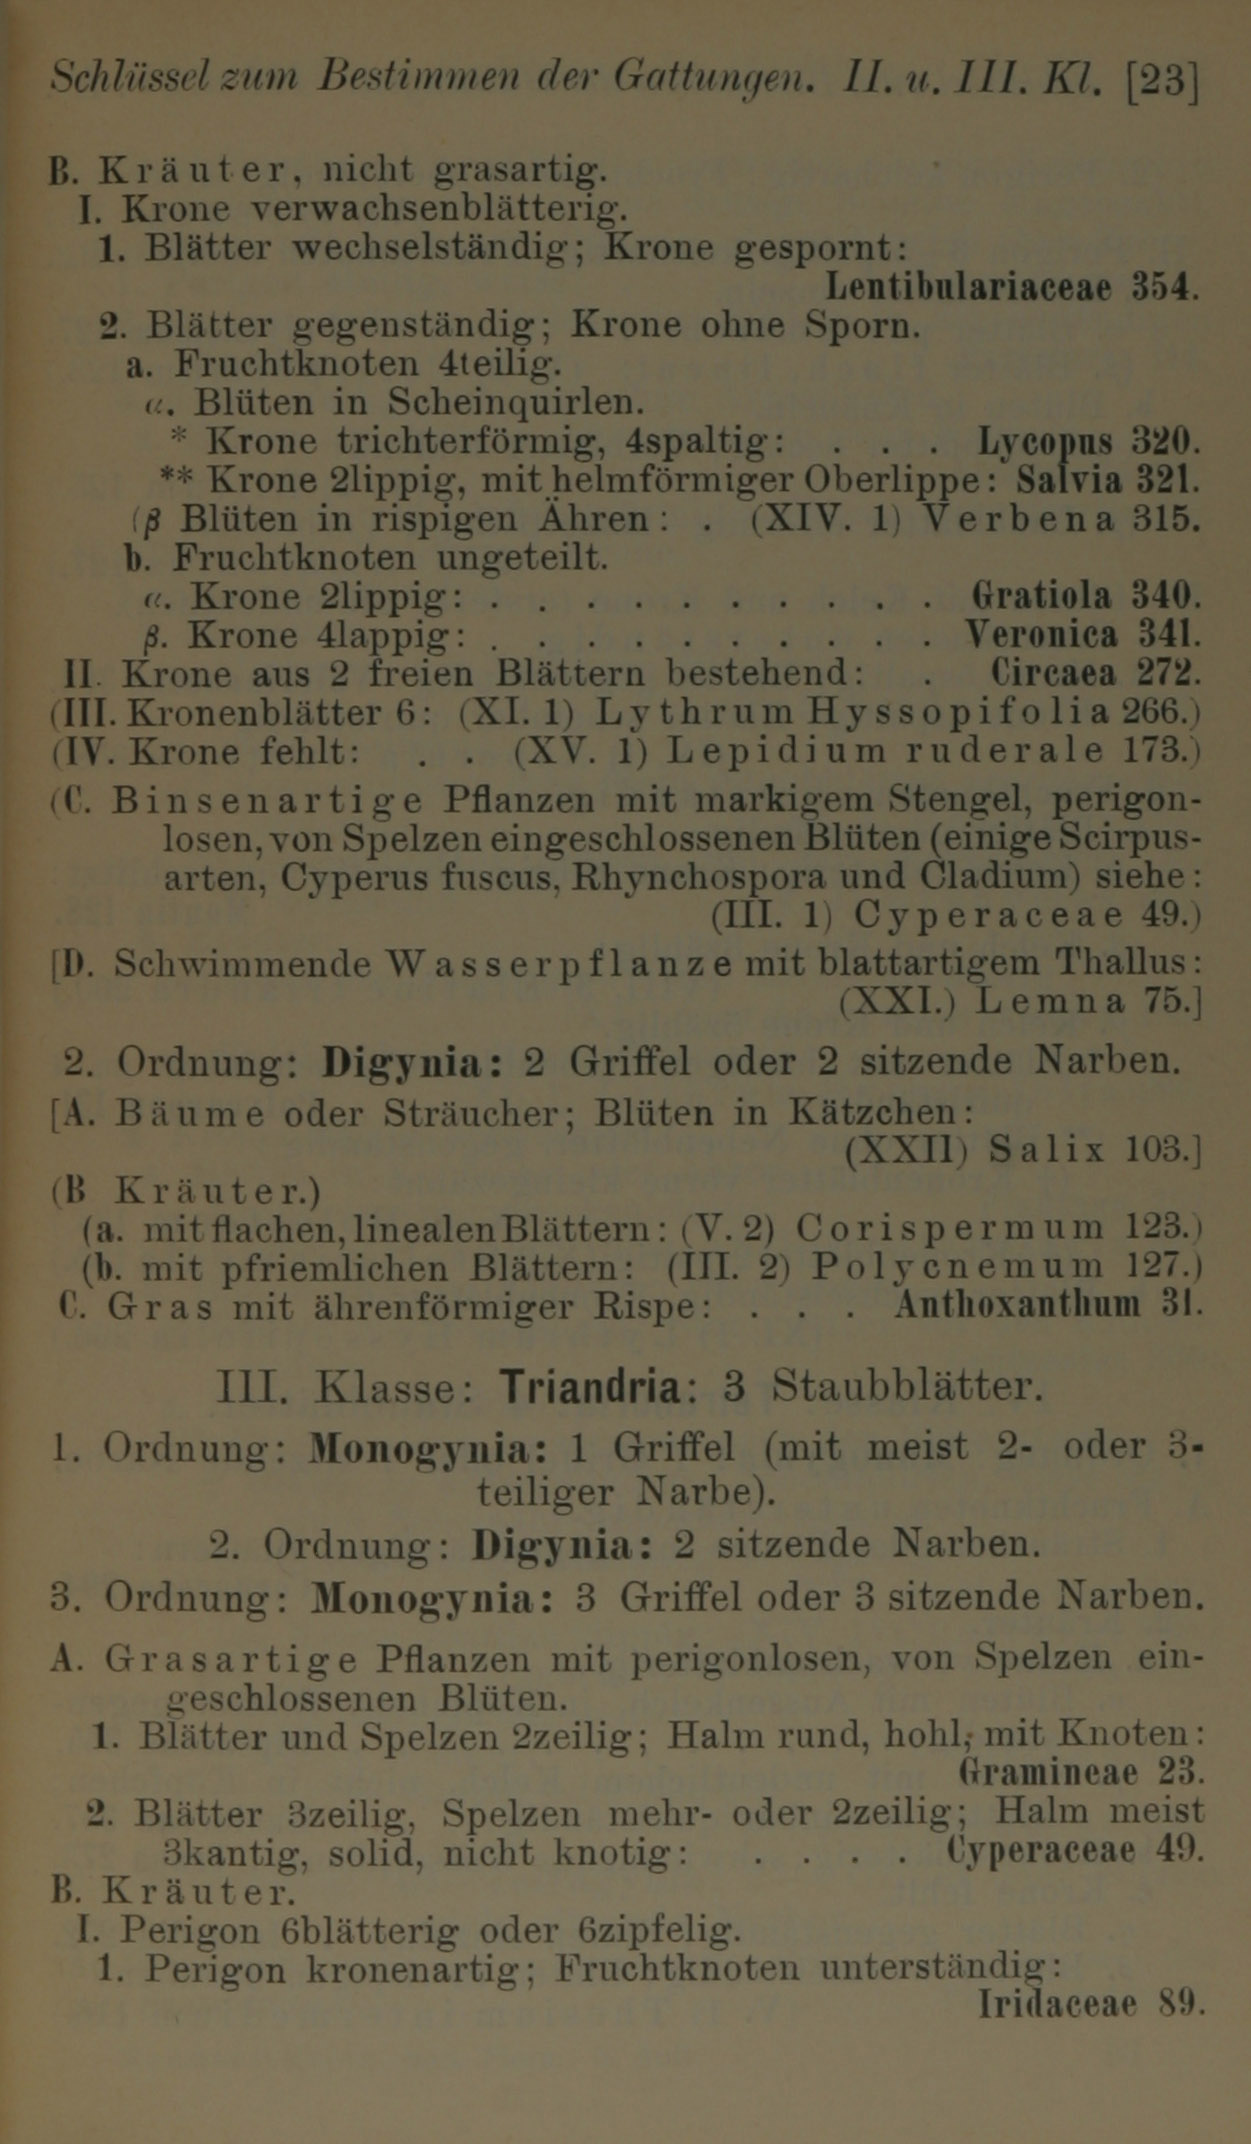 Schlüssel zum Bestimmen der Gattungen. II. u. III. Kl. [23]
B. Kräuter, nicht grasartig.
I. Krone verwachsenblätterig.
1. Blätter wechselständig; Krone gespornt:
Lentibulariaceae 354.
2. Blätter gegenständig; Krone ohne Sporn.
a. Fruchtknoten 4teilig.
α. Blüten in Scheinquirlen.
* Krone trichterförmig, 4spaltig: . . . Lycopus 320.
** Krone 2lippig, mit helmförmiger Oberlippe: Salvia 321.
(β Blüten in rispigen Ähren: . (XIV. 1) Verbena 315.
b. Fruchtknoten ungeteilt.
α. Krone 2lippig: . . . . . . . . . . Gratiola 340.
β. Krone 4lappig: . . . . . . . . . . Veronica 341.
II. Krone aus 2 freien Blättern bestehend: . Circaea 272.
(III. Kronenblätter 6: (XI. 1) Lythrum Hyssopifolia 266.)
(IV. Krone fehlt: . . (XV. 1) Lepidium ruderale 173.)
(C. Binsenartige Pflanzen mit markigem Stengel, perigon-
losen, von Spelzen eingeschlossenen Blüten (einige Scirpus-
arten, Cyperus fuscus, Rhynchospora und Cladium) siehe:
(III. 1) Cyperaceae 49.)
[D. Schwimmende Wasserpflanze mit blattartigem Thallus:
(XXI.) Lemna 75.]
2. Ordnung: Digynia: 2 Griffel oder 2 sitzende Narben.
[A. Bäume oder Sträucher; Blüten in Kätzchen:
(XXII) Salix 103.]
(B Kräuter.)
(a. mit flachen, linealen Blättern: (V. 2) Corispermum 123.)
(b. mit pfriemlichen Blättern: (III. 2) Polycnemum 127.)
C. Gras mit ährenförmiger Rispe: . . . Anthoxanthum 31.
III. Klasse: Triandria: 3 Staubblätter.
1. Ordnung: Monogynia: 1 Griffel (mit meist 2- oder 3-
teiliger Narbe).
2. Ordnung: Digynia: 2 sitzende Narben.
3. Ordnung: Monogynia: 3 Griffel oder 3 sitzende Narben.
A. Grasartige Pflanzen mit perigonlosen, von Spelzen ein-
geschlossenen Blüten.
1. Blätter und Spelzen 2zeilig; Halm rund, hohl, mit Knoten:
Gramineae 23.
2. Blätter 3zeilig, Spelzen mehr- oder 2zeilig; Halm meist
3kantig, solid, nicht knotig: . . . . Cyperaceae 49.
B. Kräuter.
I. Perigon 6blätterig oder 6zipfelig.
1. Perigon kronenartig; Fruchtknoten unterständig:
Iridaceae 89.